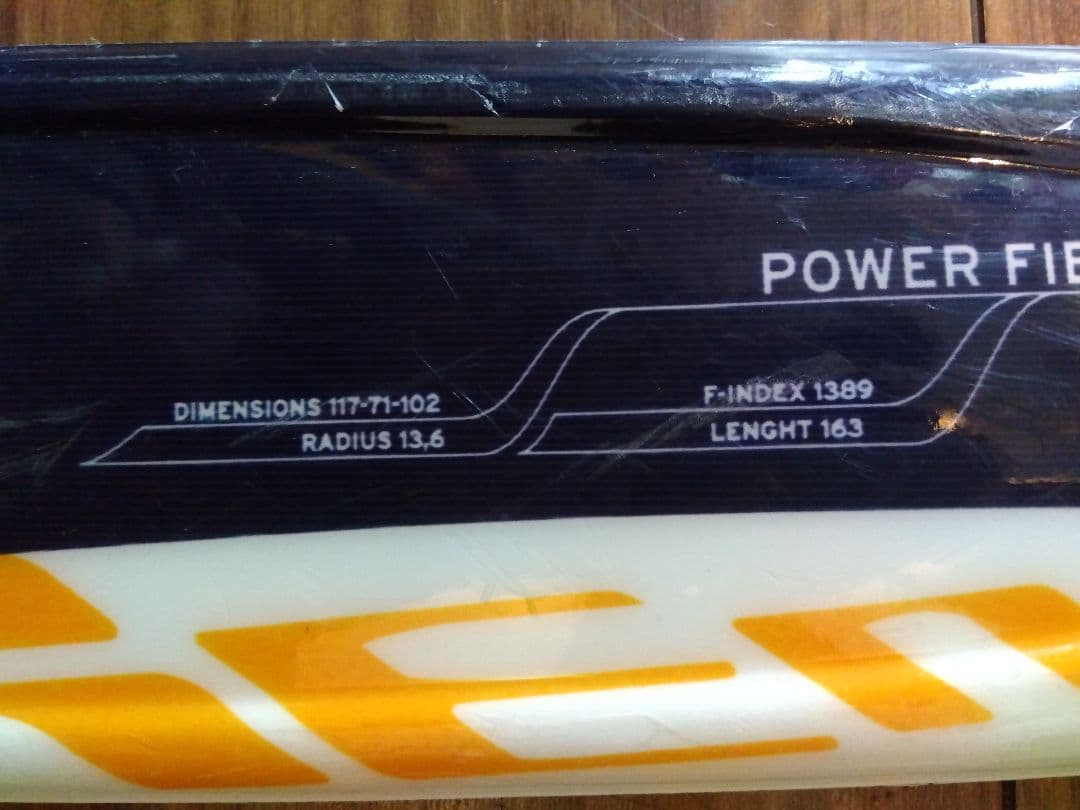 POWER FIE
DIMENSIONS 117-71-102
RADIUS 13,6
F-INDEX 1389
LENGHT 163